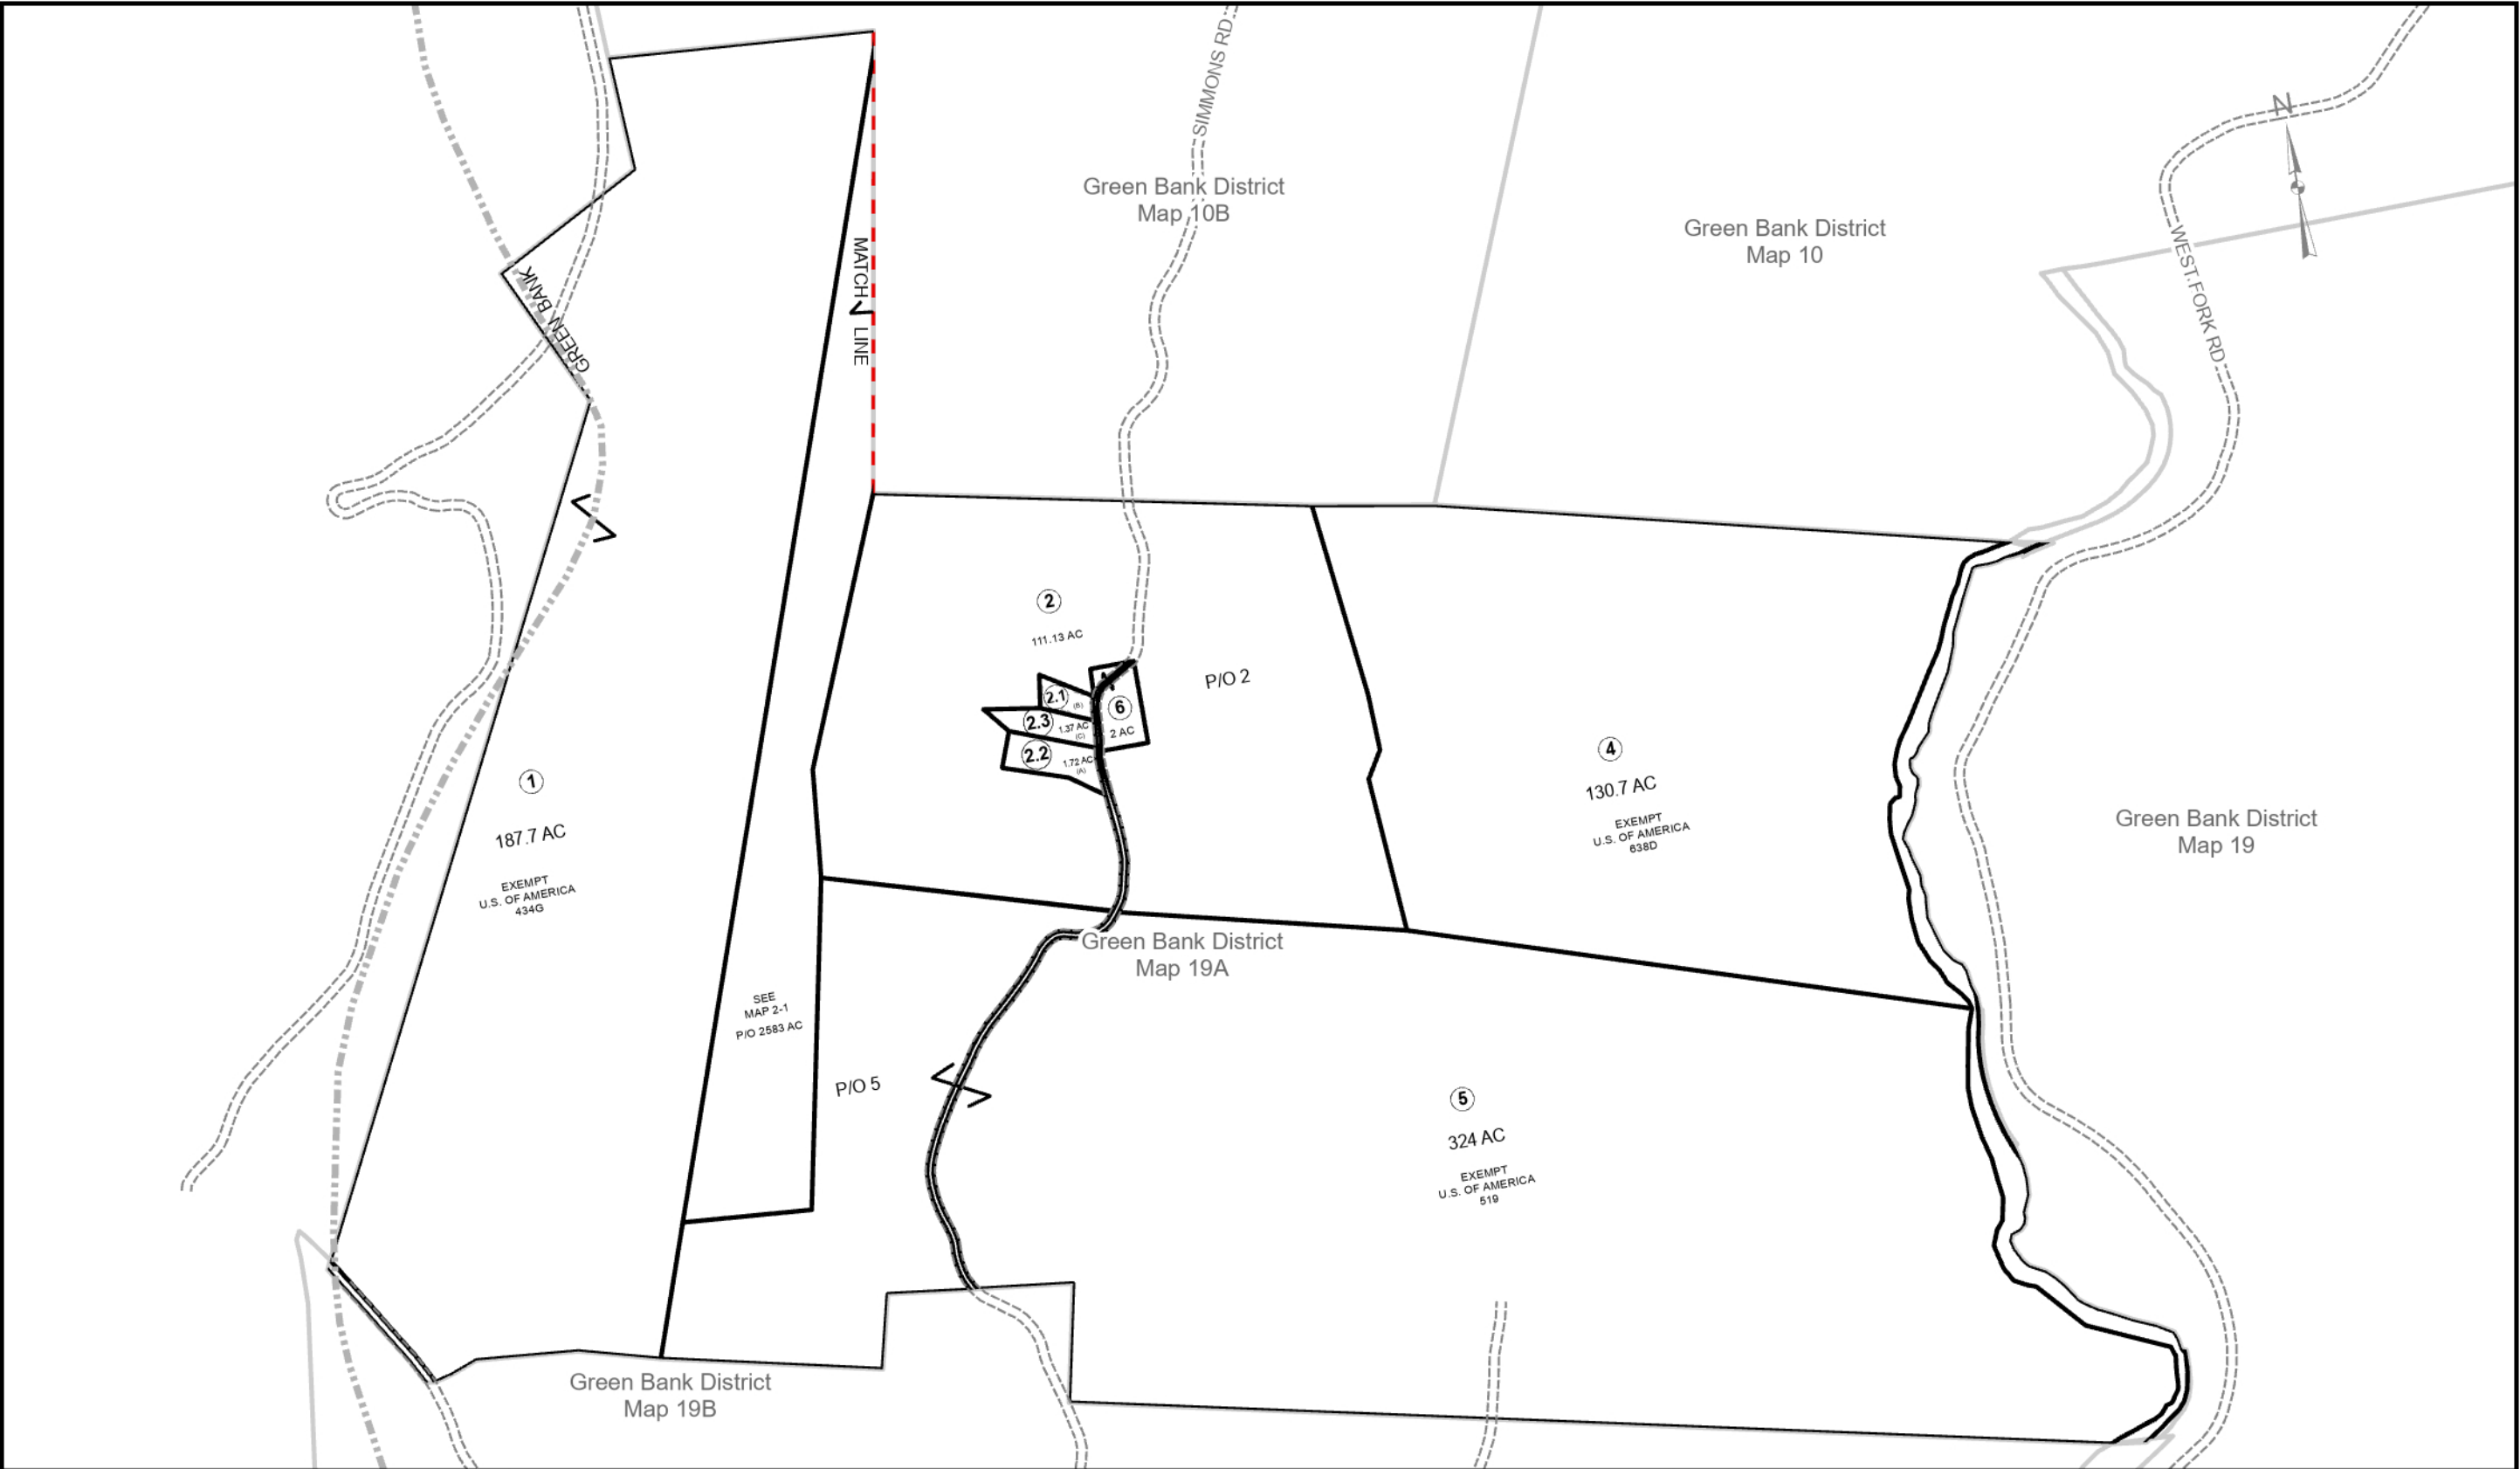 SIMMONS RD
N
Green Bank District
Map 10B
Green Bank District
Map 10
WEST FORK RD
MATCH LINE
GREEN BANK
2
111.13 AC
P/O 2
2.1
(B)
6
2 AC
2.3
1.37 AC
(C)
2.2
1.72 AC
(A)
4
130.7 AC
EXEMPT
U.S. OF AMERICA
638D
1
187.7 AC
EXEMPT
U.S. OF AMERICA
434G
Green Bank District
Map 19
Green Bank District
Map 19A
SEE
MAP 2-1
P/O 2583 AC
P/O 5
5
324 AC
EXEMPT
U.S. OF AMERICA
519
Green Bank District
Map 19B